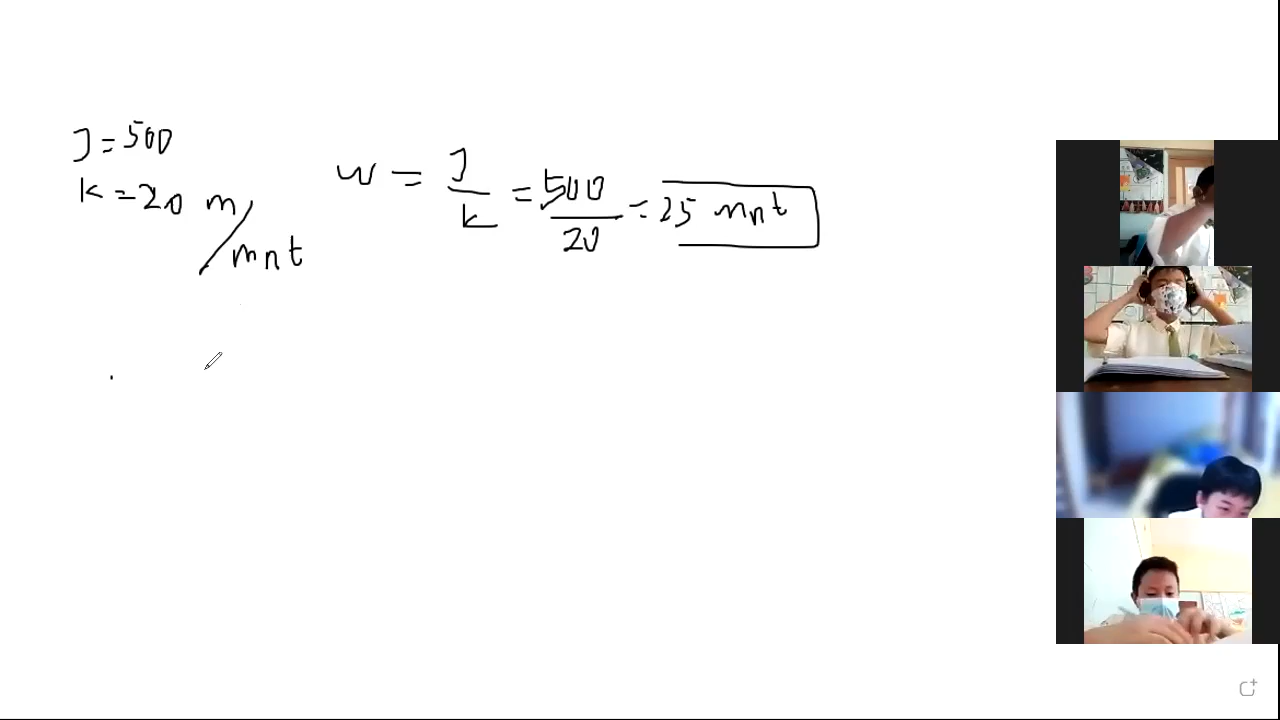 J = 500
k = 20 m/mnt
w = J/k = 500/20 = 25 mnt